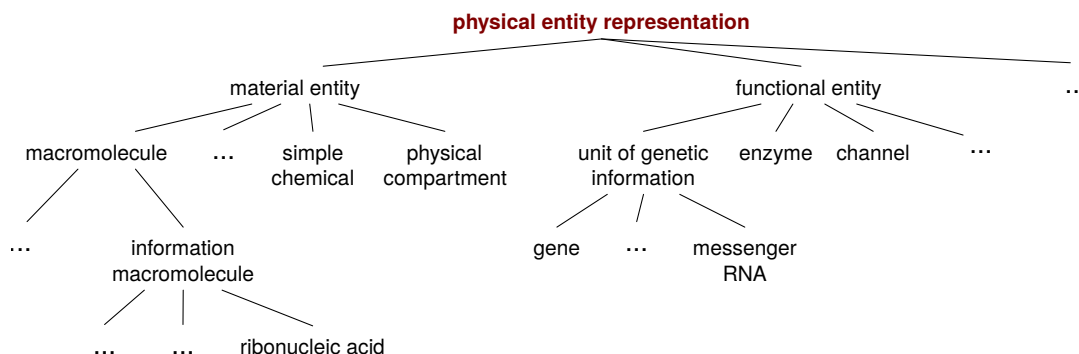 physical entity representation
material entity
functional entity
...
macromolecule
...
simple
chemical
physical
compartment
unit of genetic
information
enzyme
channel
...
...
information
macromolecule
gene
...
messenger
RNA
...
...
ribonucleic acid